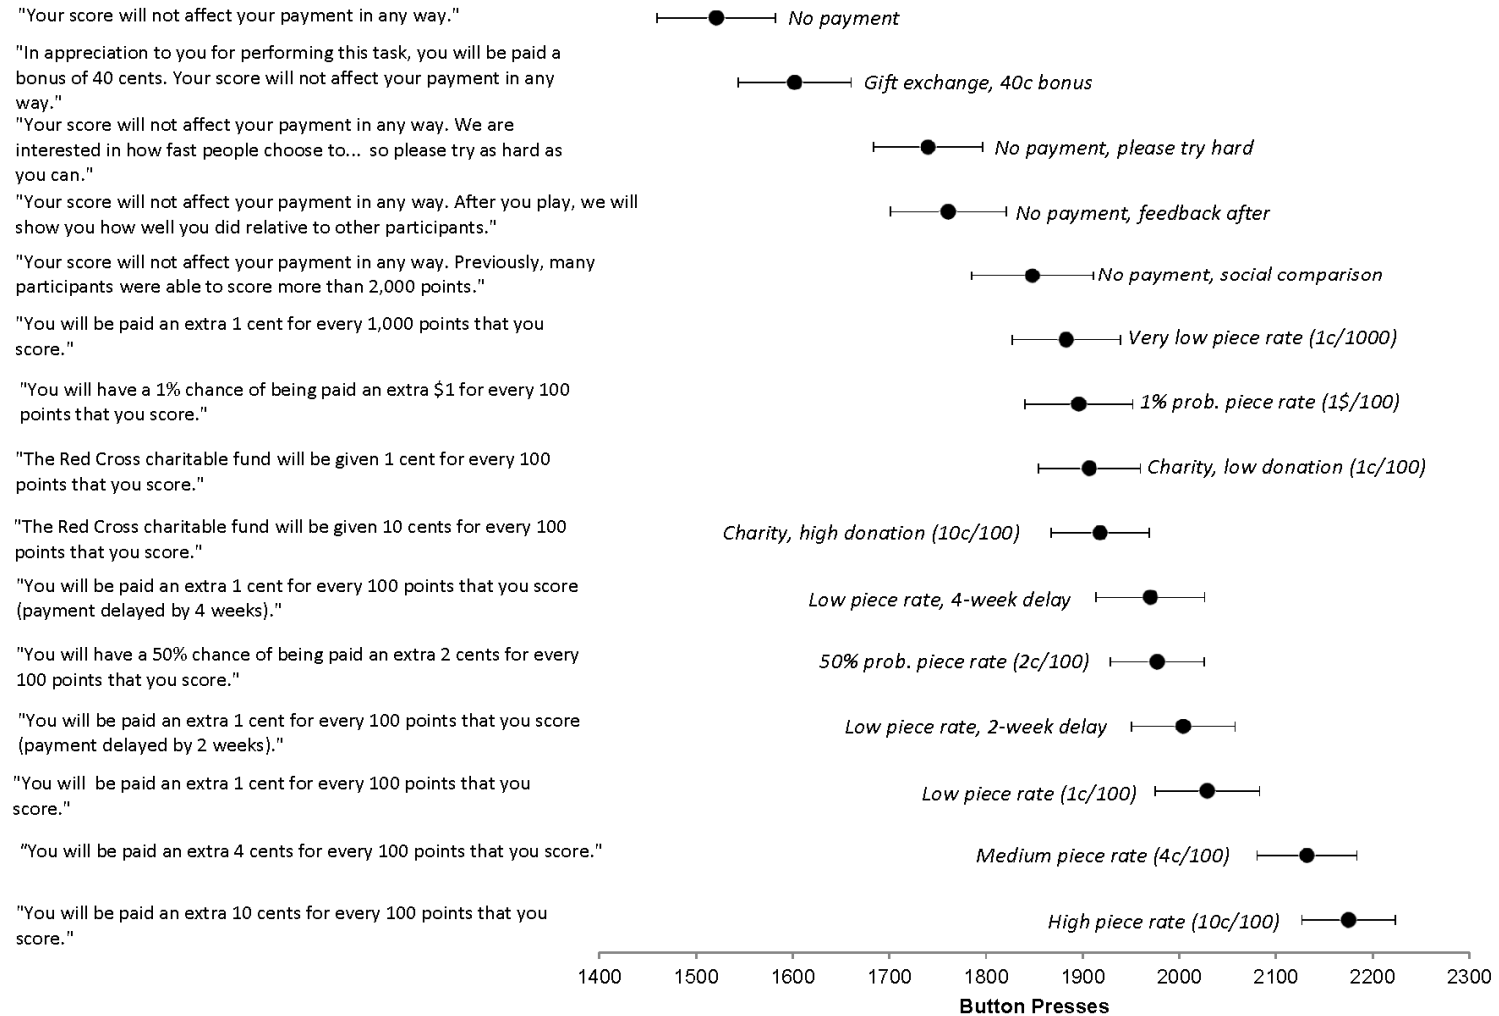 "Your score will not affect your payment in any way."
No payment
"In appreciation to you for performing this task, you will be paid a
bonus of 40 cents. Your score will not affect your payment in any
way."
Gift exchange, 40c bonus
"Your score will not affect your payment in any way. We are
interested in how fast people choose to... so please try as hard as
you can."
No payment, please try hard
"Your score will not affect your payment in any way. After you play, we will
show you how well you did relative to other participants."
No payment, feedback after
"Your score will not affect your payment in any way. Previously, many
participants were able to score more than 2,000 points."
No payment, social comparison
"You will be paid an extra 1 cent for every 1,000 points that you
score."
Very low piece rate (1c/1000)
"You will have a 1% chance of being paid an extra $1 for every 100
points that you score."
1% prob. piece rate (1$/100)
"The Red Cross charitable fund will be given 1 cent for every 100
points that you score."
Charity, low donation (1c/100)
"The Red Cross charitable fund will be given 10 cents for every 100
points that you score."
Charity, high donation (10c/100)
"You will be paid an extra 1 cent for every 100 points that you score
(payment delayed by 4 weeks)."
Low piece rate, 4-week delay
"You will have a 50% chance of being paid an extra 2 cents for every
100 points that you score."
50% prob. piece rate (2c/100)
"You will be paid an extra 1 cent for every 100 points that you score
(payment delayed by 2 weeks)."
Low piece rate, 2-week delay
"You will  be paid an extra 1 cent for every 100 points that you
score."
Low piece rate (1c/100)
"You will be paid an extra 4 cents for every 100 points that you score."
Medium piece rate (4c/100)
"You will be paid an extra 10 cents for every 100 points that you
score."
High piece rate (10c/100)
1400 1500 1600 1700 1800 1900 2000 2100 2200 2300
Button Presses